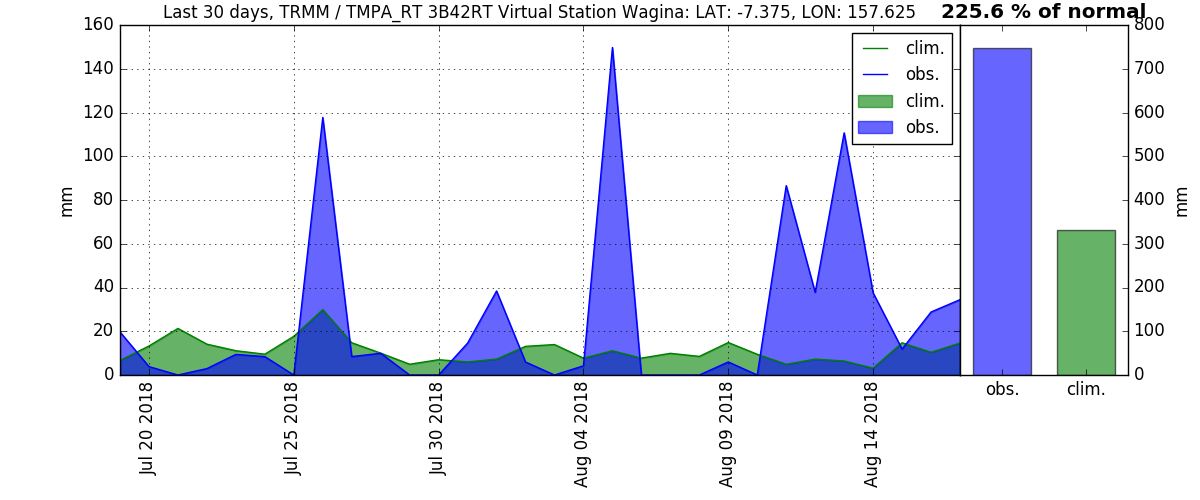 Last 30 days, TRMM / TMPA_RT 3B42RT Virtual Station Wagina: LAT: -7.375, LON: 157.625
225.6 % of normal
160
140
120
100
80
60
40
20
0
mm
clim.
obs.
clim.
obs.
Jul 20 2018
Jul 25 2018
Jul 30 2018
Aug 04 2018
Aug 09 2018
Aug 14 2018
800
700
600
500
400
300
200
100
0
mm
obs.
clim.